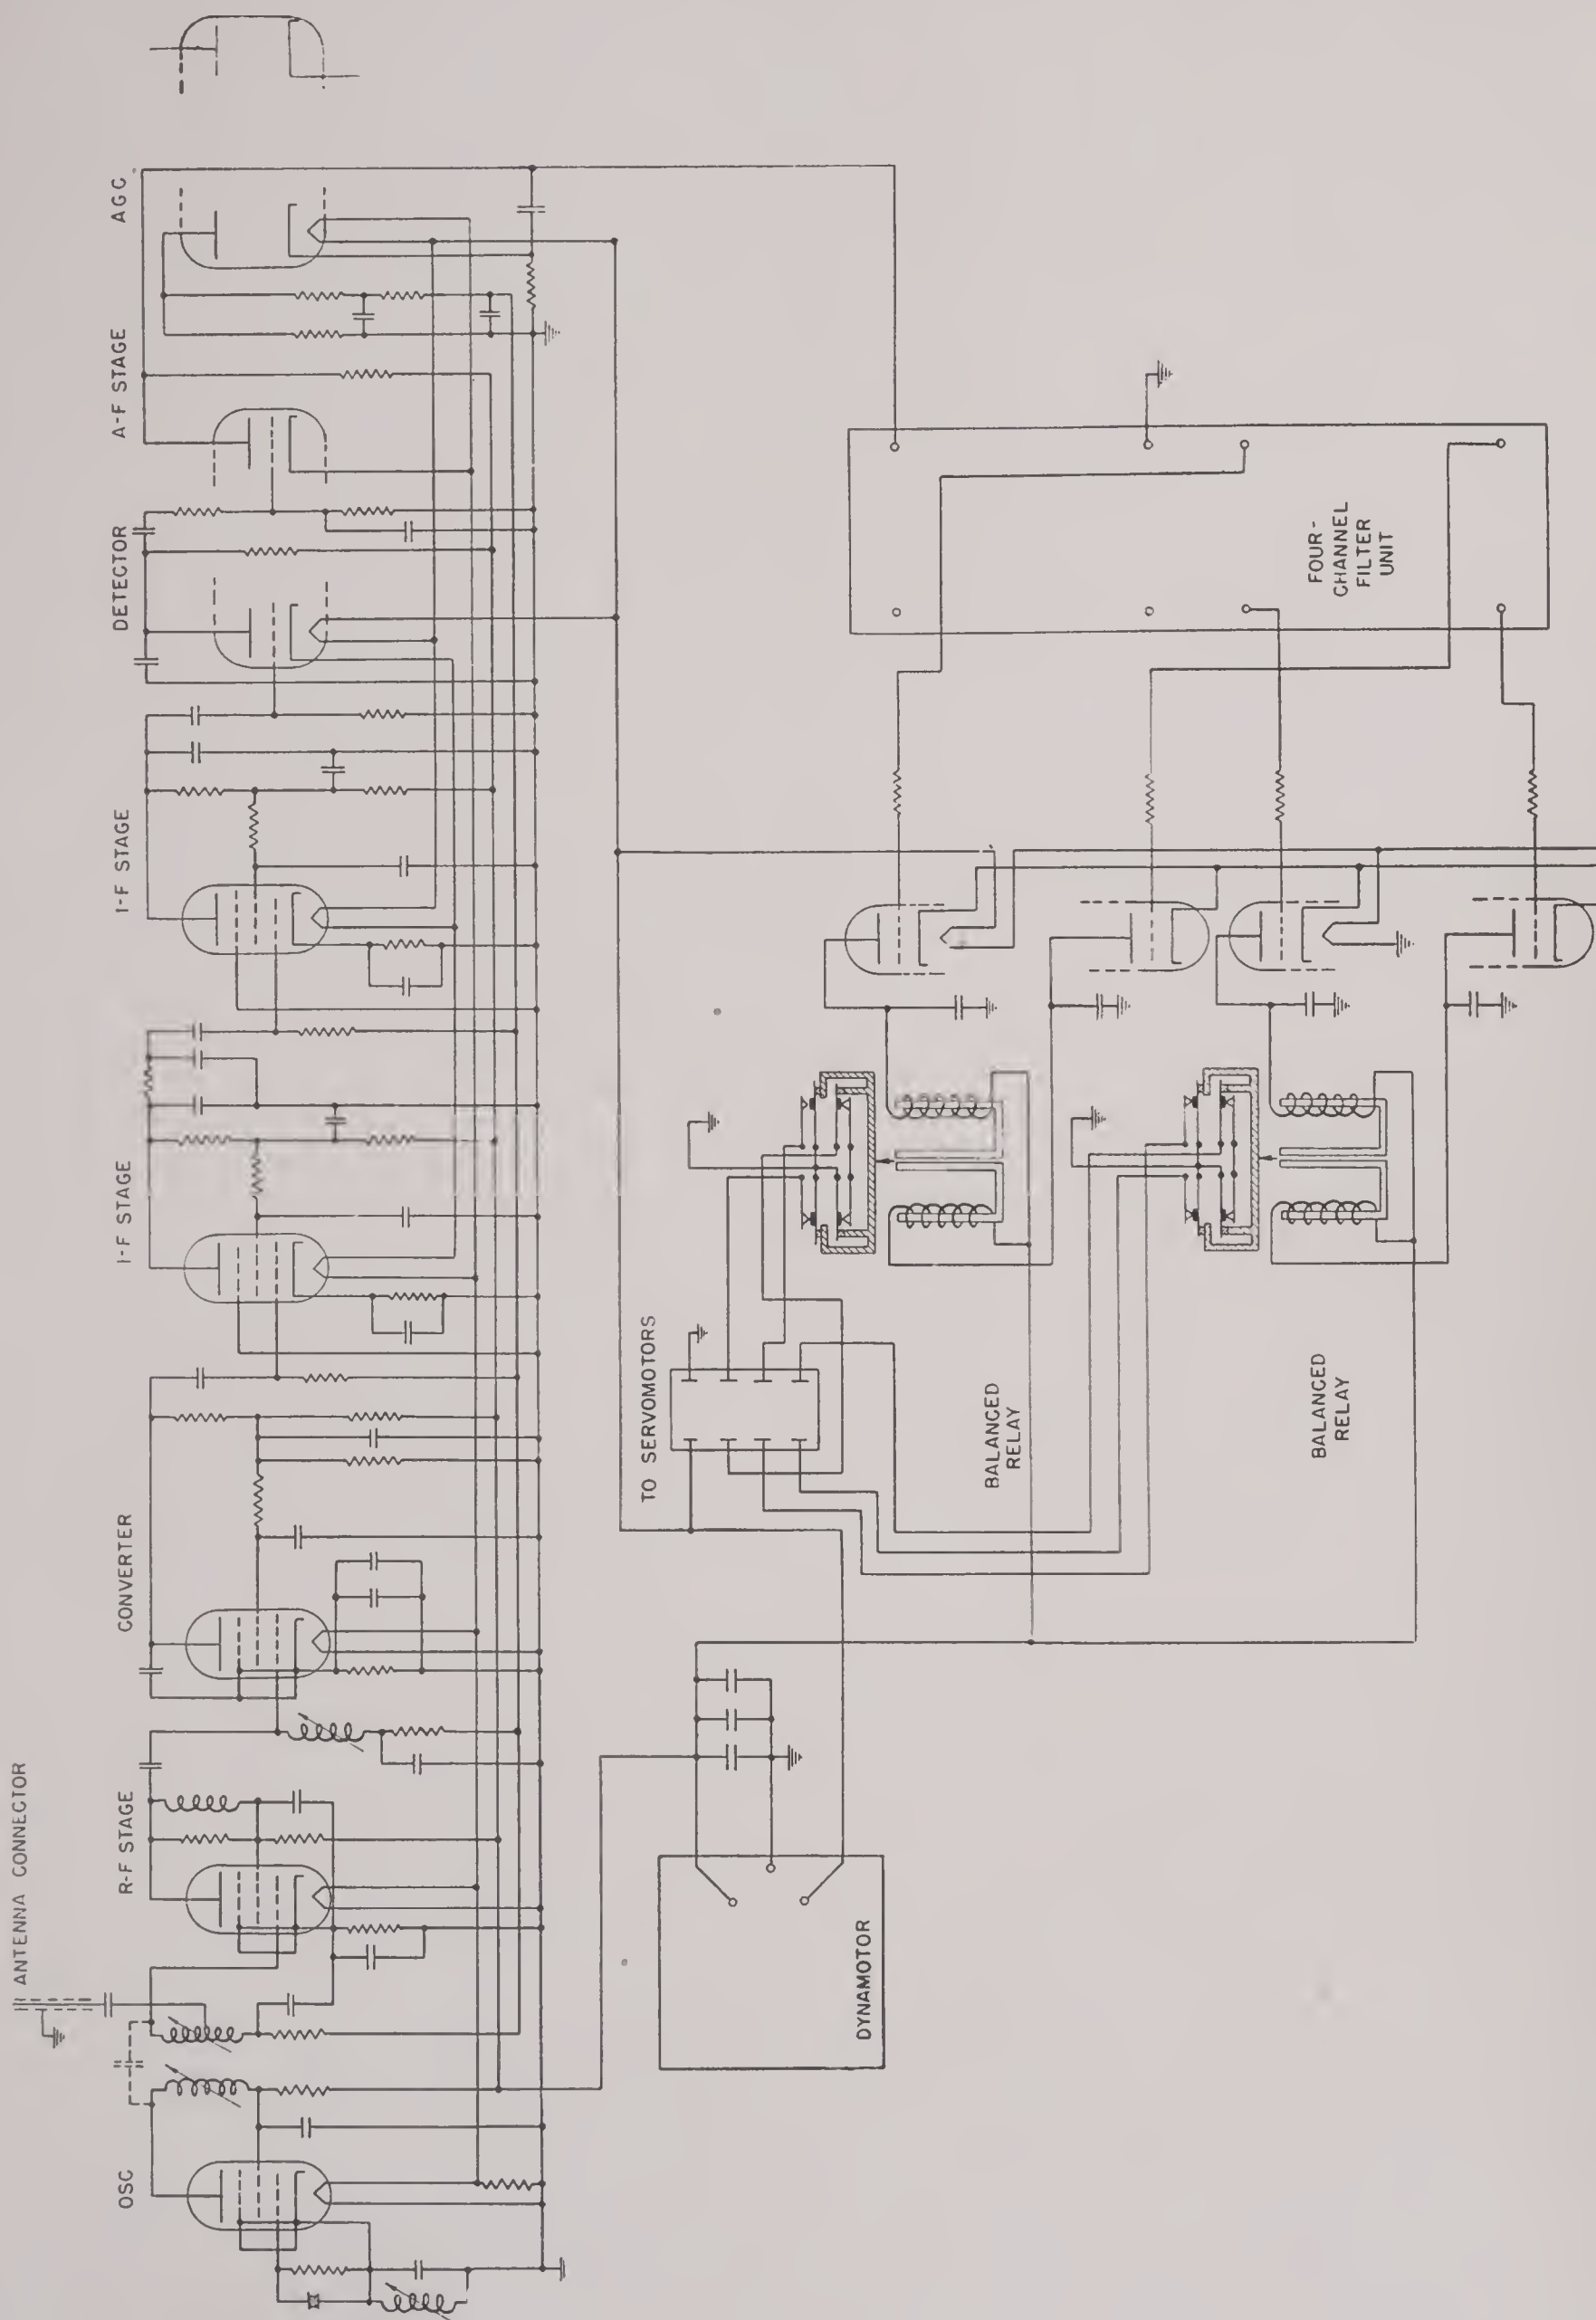 ANTENNA CONNECTOR
OSC
R-F STAGE
CONVERTER
I-F STAGE
I-F STAGE
DETECTOR
A-F STAGE
AGC
TO SERVOMOTORS
DYNAMOTOR
BALANCED
RELAY
BALANCED
RELAY
FOUR-
CHANNEL
FILTER
UNIT